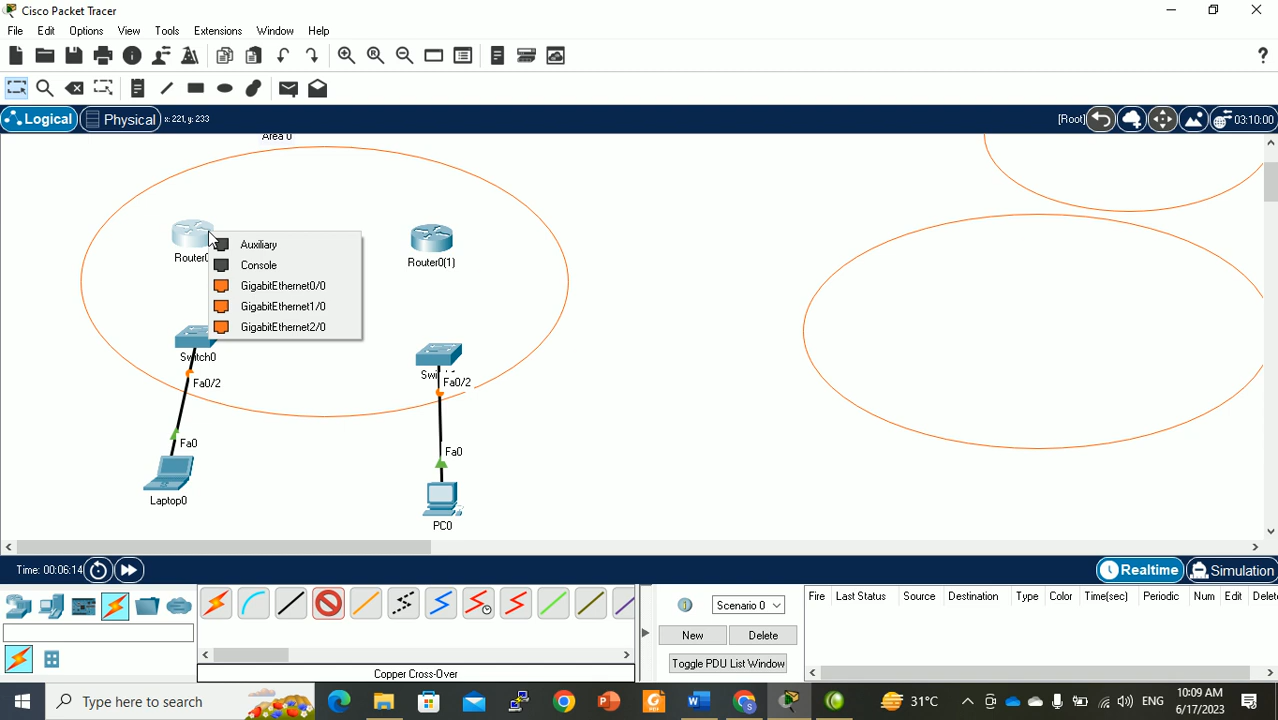 Cisco Packet Tracer
File Edit Options View Tools Extensions Window Help
Logical Physical x: 221, y: 233 [Root] 03:10:00
Area 0
Router0(1)
Auxiliary
Console
GigabitEthernet0/0
GigabitEthernet1/0
GigabitEthernet2/0
Switch0
Fa0/2
Fa0/2
Fa0
Fa0
Laptop0
PC0
Time: 00:06:14 Realtime Simulation
Scenario 0
New Delete
Toggle PDU List Window
Fire Last Status Source Destination Type Color Time(sec) Periodic Num Edit Delete
Copper Cross-Over
Type here to search
31°C
ENG
10:09 AM
6/17/2023